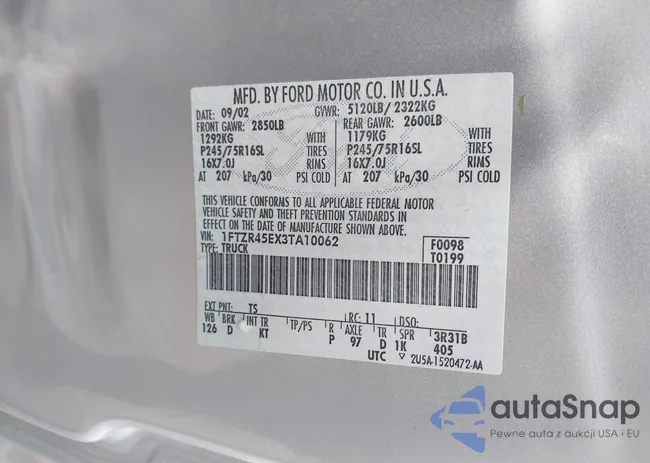 MFD. BY FORD MOTOR CO. IN U.S.A.
DATE: 09/02 GVWR: 5120LB/ 2322KG
FRONT GAWR: 2850LB REAR GAWR: 2600LB
1292KG WITH 1179KG WITH
P245/75R16SL TIRES P245/75R16SL TIRES
16X7.0J RIMS 16X7.0J RIMS
AT 207 kPa/30 PSI COLD AT 207 kPa/30 PSI COLD
THIS VEHICLE CONFORMS TO ALL APPLICABLE FEDERAL MOTOR
VEHICLE SAFETY AND THEFT PREVENTION STANDARDS IN
EFFECT ON THE DATE OF MANUFACTURE SHOWN ABOVE.
VIN: 1FTZR45EX3TA10062 F0098
TYPE: TRUCK T0199
EXT PNT: TS RC: 11 DSO:
WB BRK INT TR TP/PS R AXLE TR SPR 3R31B
126 D KT P 97 D 1K 405
UTC ▽ 2U5A-1520472-AA
autaSnap
Pewne auta z aukcji USA i EU